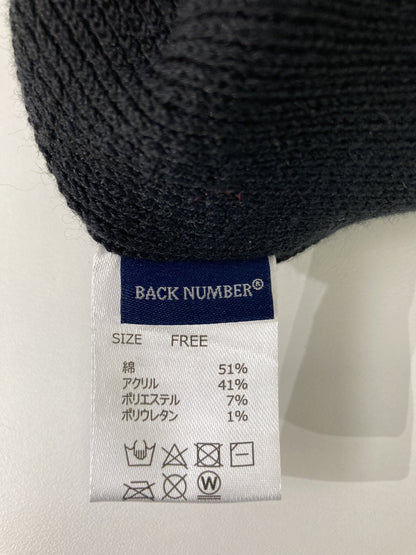 BACK NUMBER®
SIZE FREE
綿 51%
アクリル 41%
ポリエステル 7%
ポリウレタン 1%
W